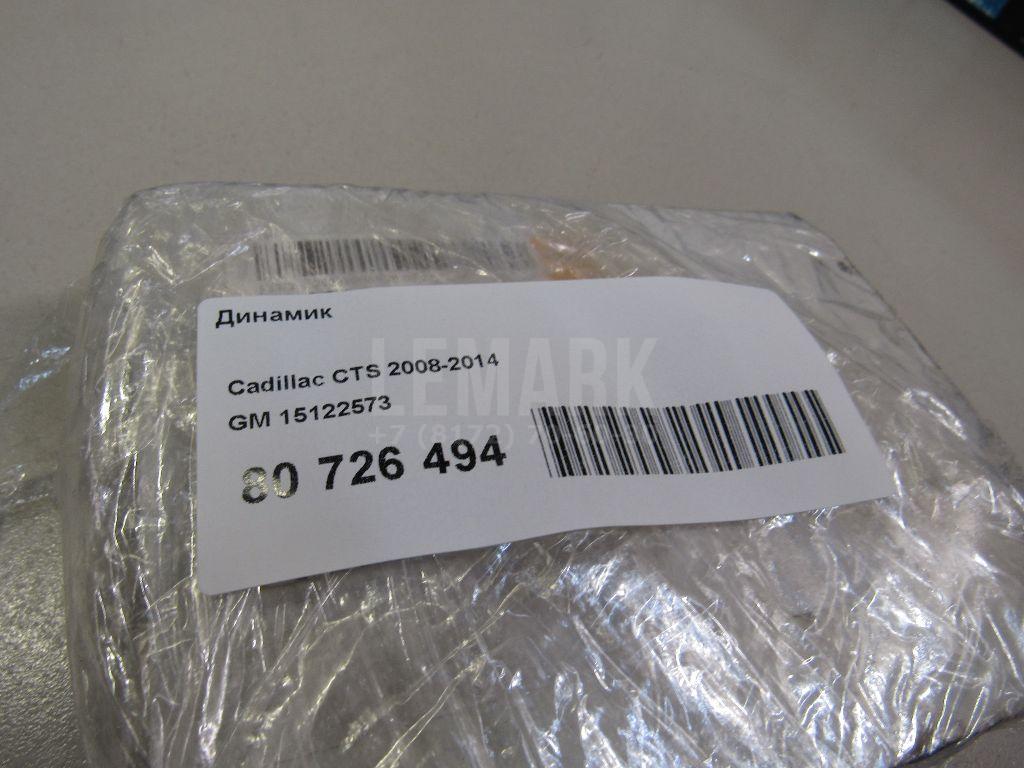 Динамик
Cadillac CTS 2008-2014
GM 15122573
80 726 494
LEMARK
+7 (8172)